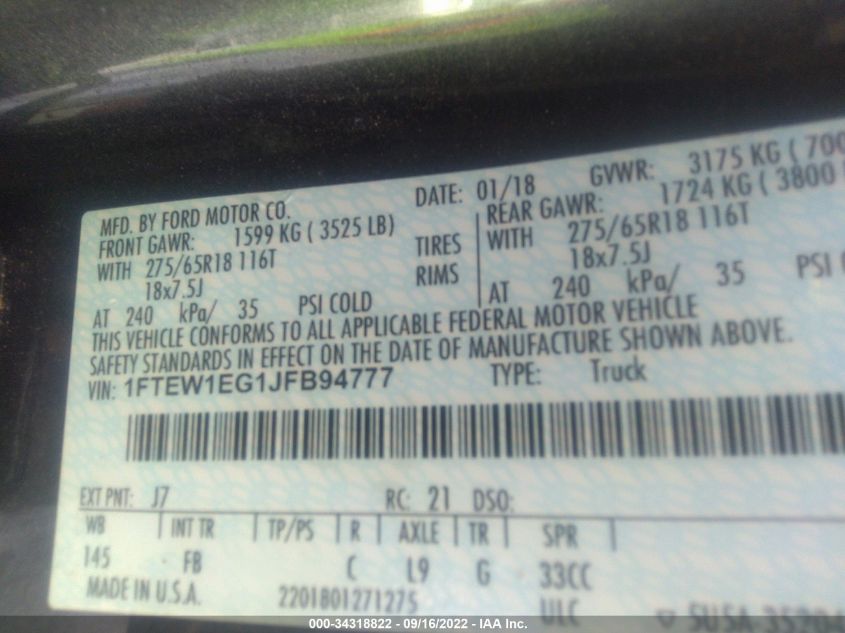 MFD. BY FORD MOTOR CO.
DATE: 01/18 GVWR: 3175 KG ( 700
FRONT GAWR: 1599 KG ( 3525 LB) REAR GAWR: 1724 KG ( 3800
WITH 275/65R18 116T TIRES WITH 275/65R18 116T
18x7.5J RIMS 18x7.5J
AT 240 kPa/ 35 PSI COLD AT 240 kPa/ 35 PSI
THIS VEHICLE CONFORMS TO ALL APPLICABLE FEDERAL MOTOR VEHICLE
SAFETY STANDARDS IN EFFECT ON THE DATE OF MANUFACTURE SHOWN ABOVE.
VIN: 1FTEW1EG1JFB94777 TYPE: Truck
EXT PNT: J7 RC: 21 DSO:
WB INT TR TP/PS R AXLE TR SPR
145 FB C L9 G 33CC
MADE IN U.S.A. 2201801271275 ULC
000-34318822 - 09/16/2022 - IAA Inc.